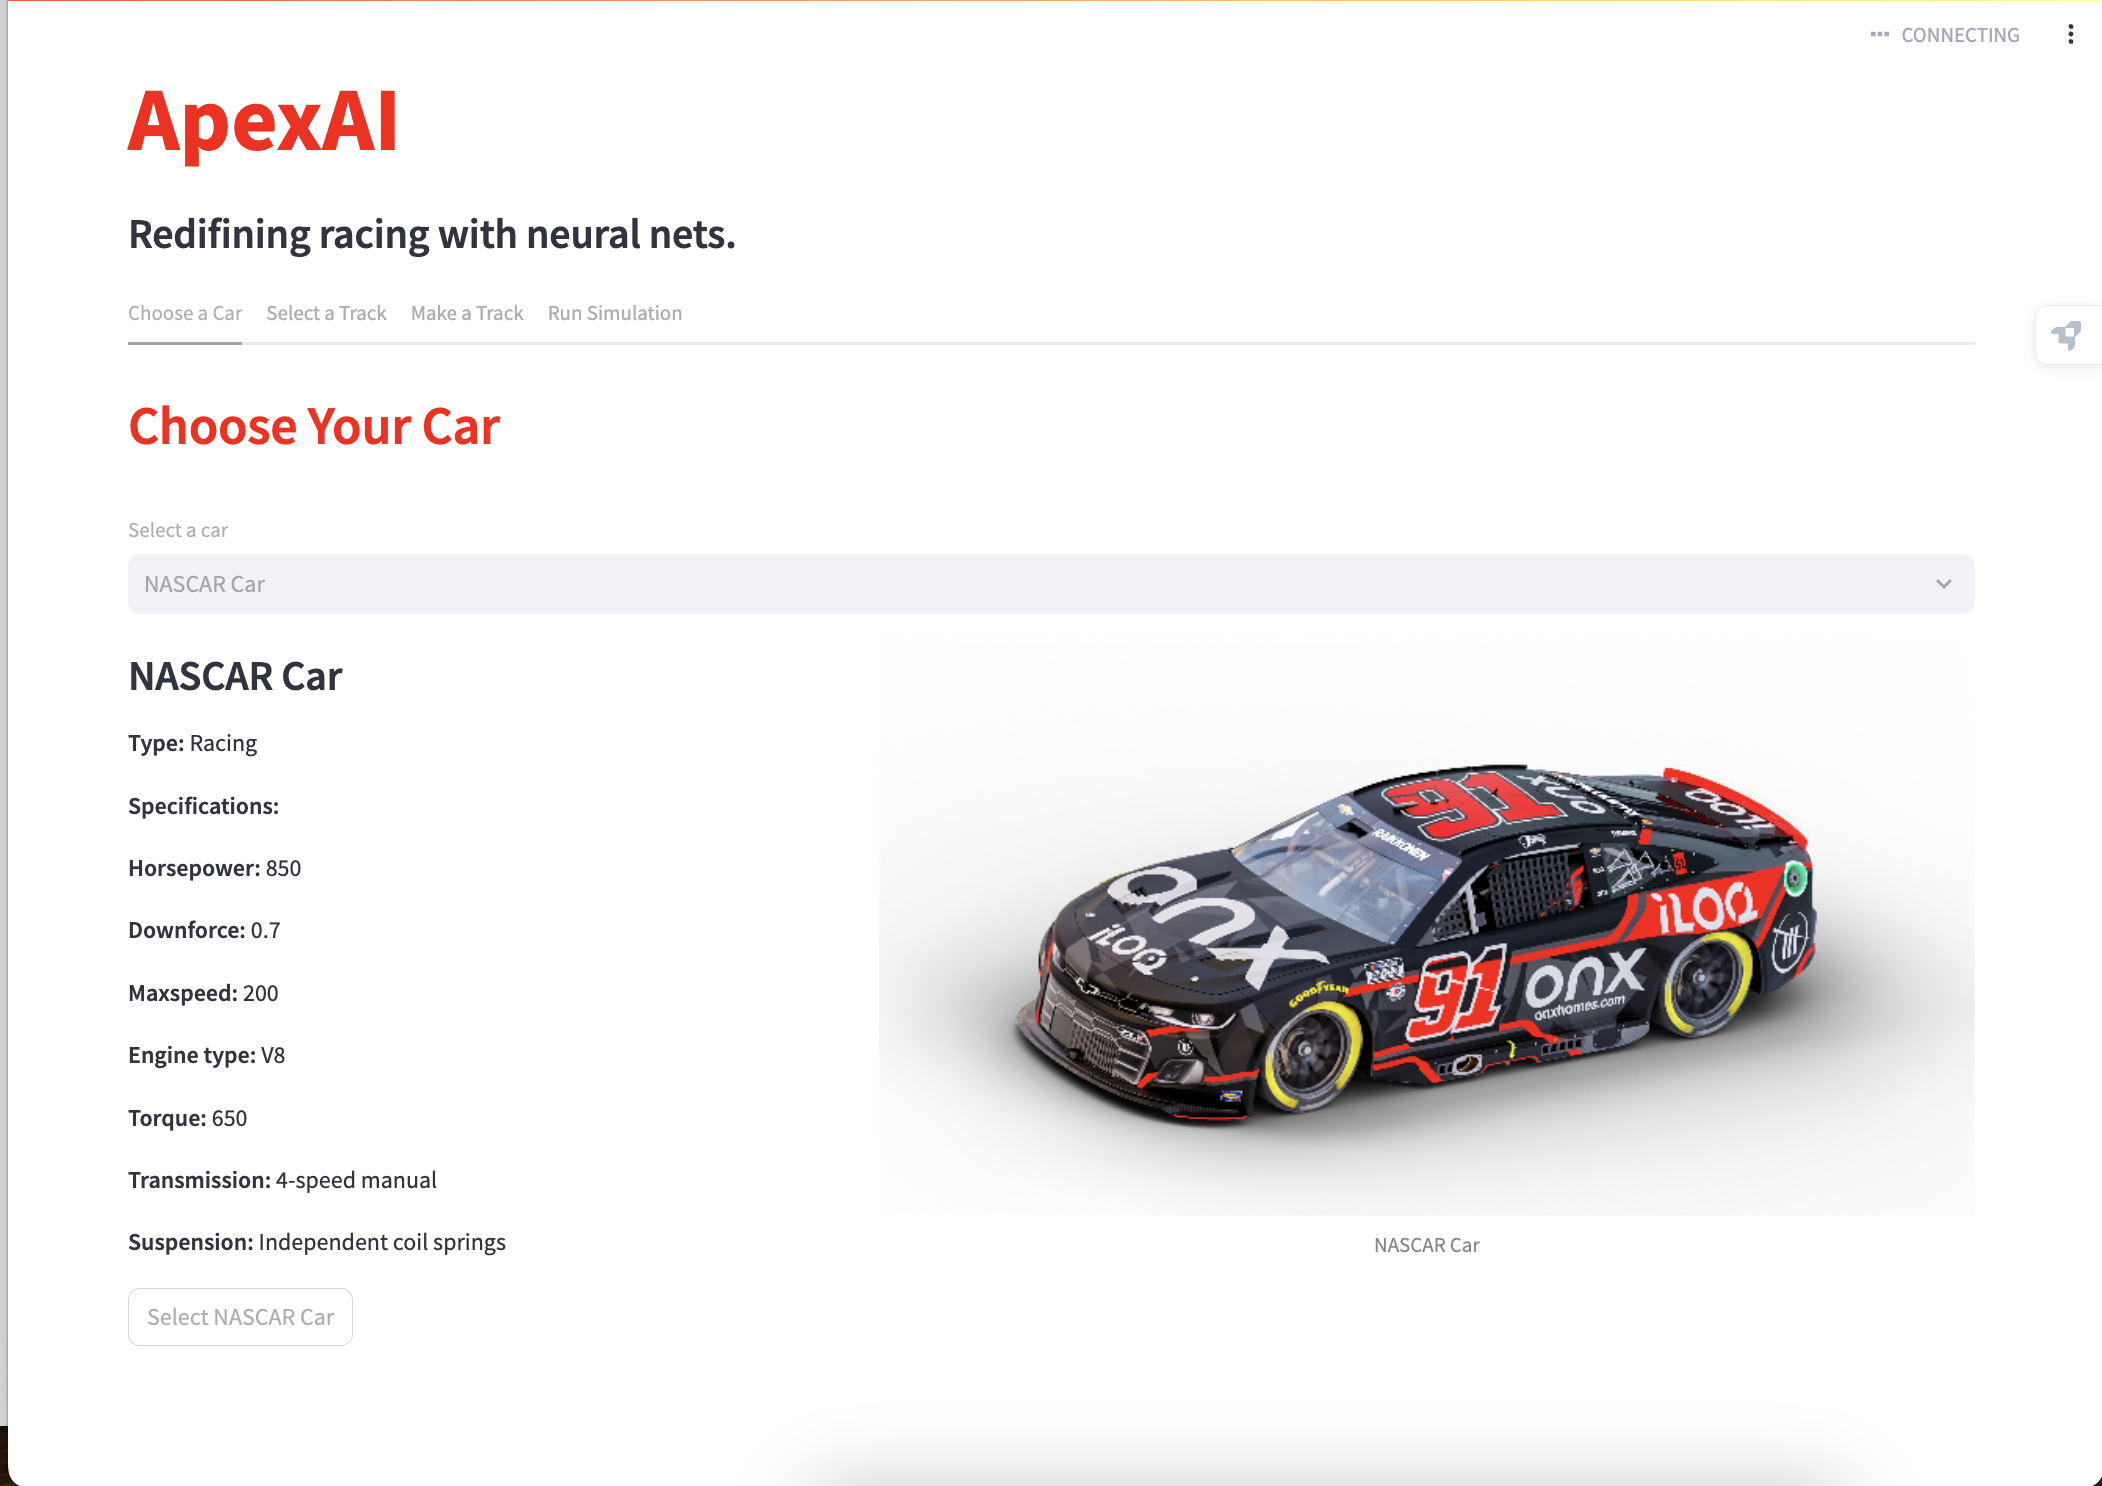 CONNECTING
ApexAI
Redifining racing with neural nets.
Choose a Car Select a Track Make a Track Run Simulation
Choose Your Car
Select a car
NASCAR Car
NASCAR Car
Type: Racing
Specifications:
Horsepower: 850
Downforce: 0.7
Maxspeed: 200
Engine type: V8
Torque: 650
Transmission: 4-speed manual
Suspension: Independent coil springs
Select NASCAR Car
91
onx
iLOQ
RAIKKONEN
onx
iLOQ
GOODYEAR
91
onx
onxhomes.com
iLOQ
NASCAR Car